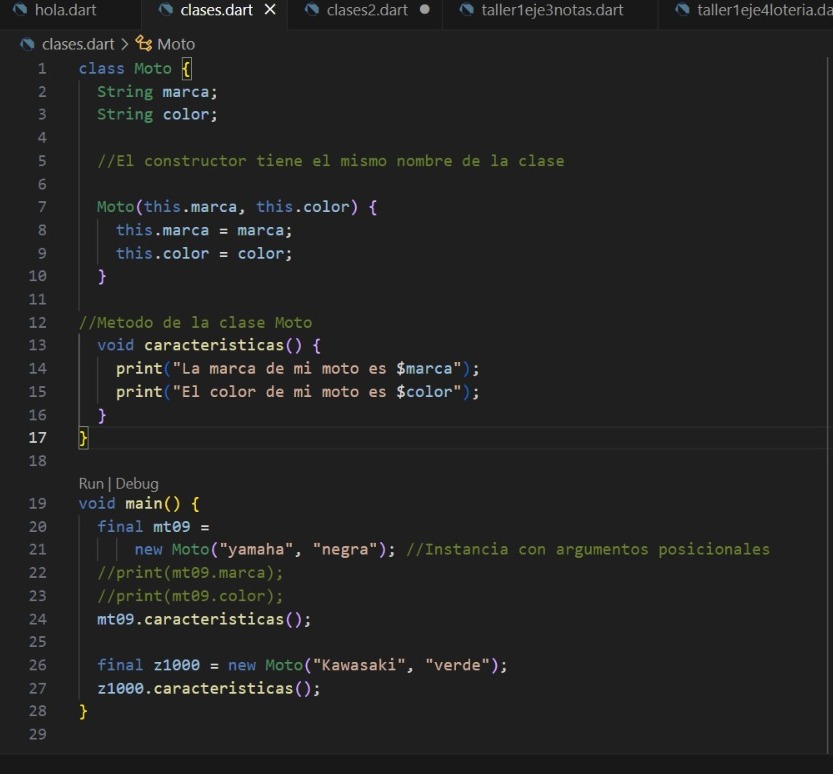 hola.dart clases.dart clases2.dart taller1eje3notas.dart taller1eje4loteria.da
clases.dart > Moto
1 class Moto {
2 String marca;
3 String color;
4
5 //El constructor tiene el mismo nombre de la clase
6
7 Moto(this.marca, this.color) {
8 this.marca = marca;
9 this.color = color;
10 }
11
12 //Metodo de la clase Moto
13 void caracteristicas() {
14 print("La marca de mi moto es $marca");
15 print("El color de mi moto es $color");
16 }
17 }
18
Run | Debug
19 void main() {
20 final mt09 =
21 new Moto("yamaha", "negra"); //Instancia con argumentos posicionales
22 //print(mt09.marca);
23 //print(mt09.color);
24 mt09.caracteristicas();
25
26 final z1000 = new Moto("Kawasaki", "verde");
27 z1000.caracteristicas();
28 }
29